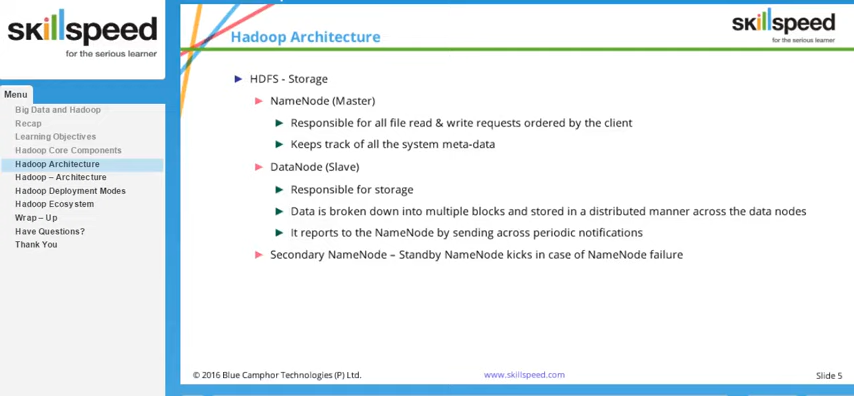 skillspeed
for the serious learner
Menu
Big Data and Hadoop
Recap
Learning Objectives
Hadoop Core Components
Hadoop Architecture
Hadoop – Architecture
Hadoop Deployment Modes
Hadoop Ecosystem
Wrap – Up
Have Questions?
Thank You
Hadoop Architecture
skillspeed
for the serious learner
HDFS - Storage
NameNode (Master)
Responsible for all file read & write requests ordered by the client
Keeps track of all the system meta-data
DataNode (Slave)
Responsible for storage
Data is broken down into multiple blocks and stored in a distributed manner across the data nodes
It reports to the NameNode by sending across periodic notifications
Secondary NameNode – Standby NameNode kicks in case of NameNode failure
© 2016 Blue Camphor Technologies (P) Ltd.
www.skillspeed.com
Slide 5